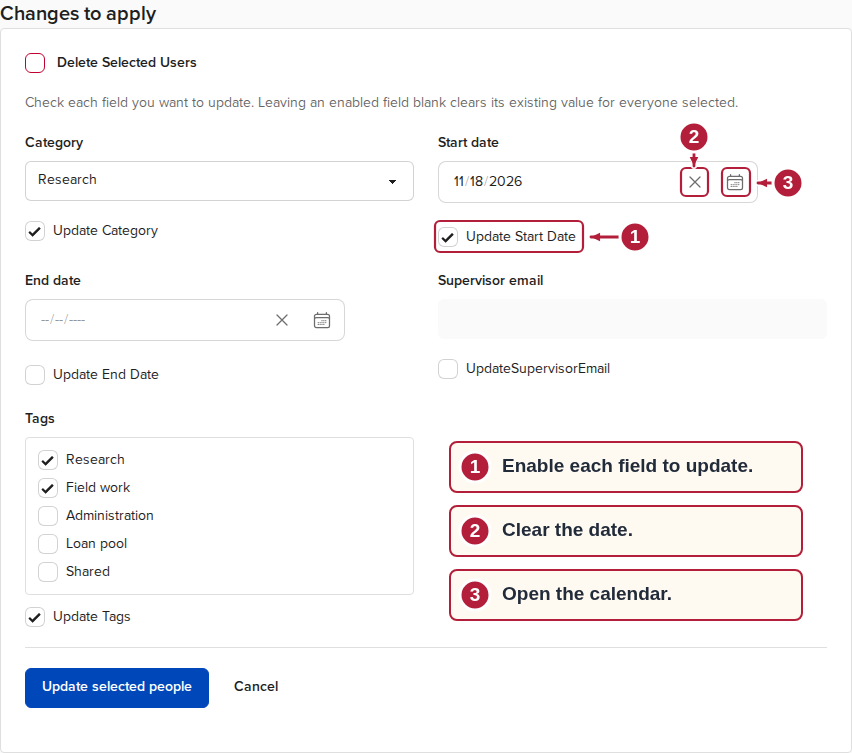 Changes to apply
Delete Selected Users
Check each field you want to update. Leaving an enabled field blank clears its existing value for everyone selected.
Category
Research
Update Category
Start date
2
11/18/2026
3
Update Start Date
1
End date
--/--/----
Update End Date
Supervisor email
UpdateSupervisorEmail
Tags
Research
Field work
Administration
Loan pool
Shared
Update Tags
1 Enable each field to update.
2 Clear the date.
3 Open the calendar.
Update selected people
Cancel